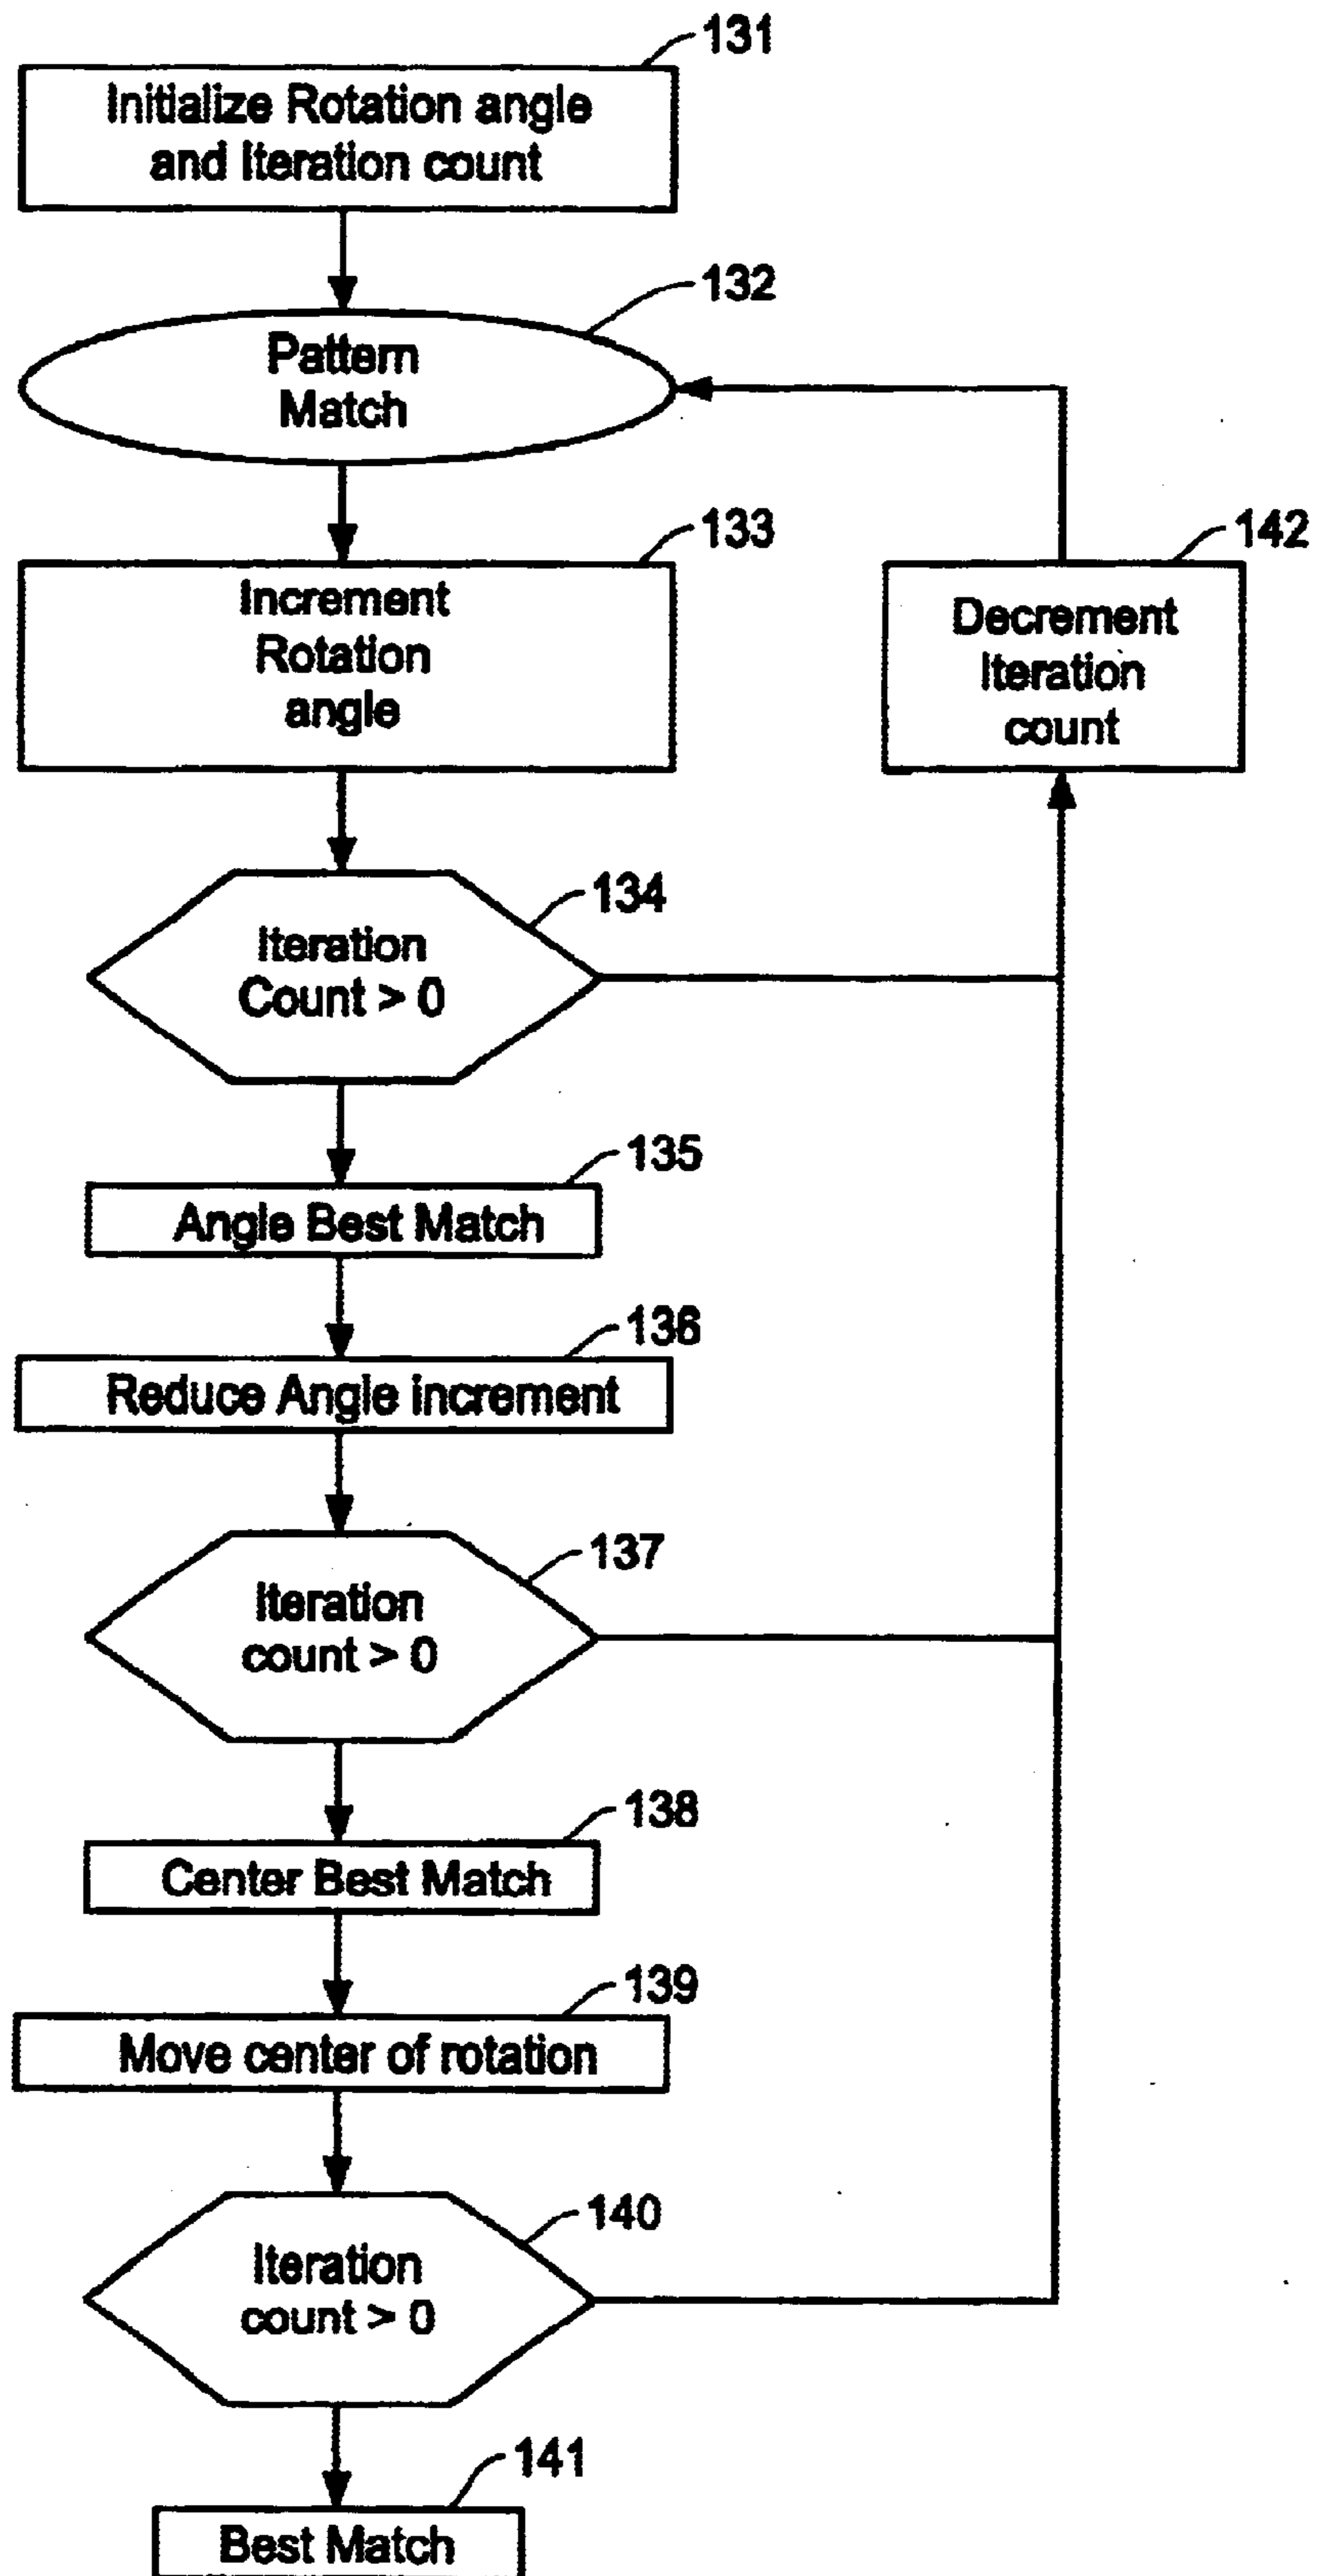 131
Initialize Rotation angle
and Iteration count
132
Pattern
Match
133
Increment
Rotation
angle
142
Decrement
Iteration
count
134
Iteration
Count > 0
135
Angle Best Match
136
Reduce Angle increment
137
Iteration
count > 0
138
Center Best Match
139
Move center of rotation
140
Iteration
count > 0
141
Best Match